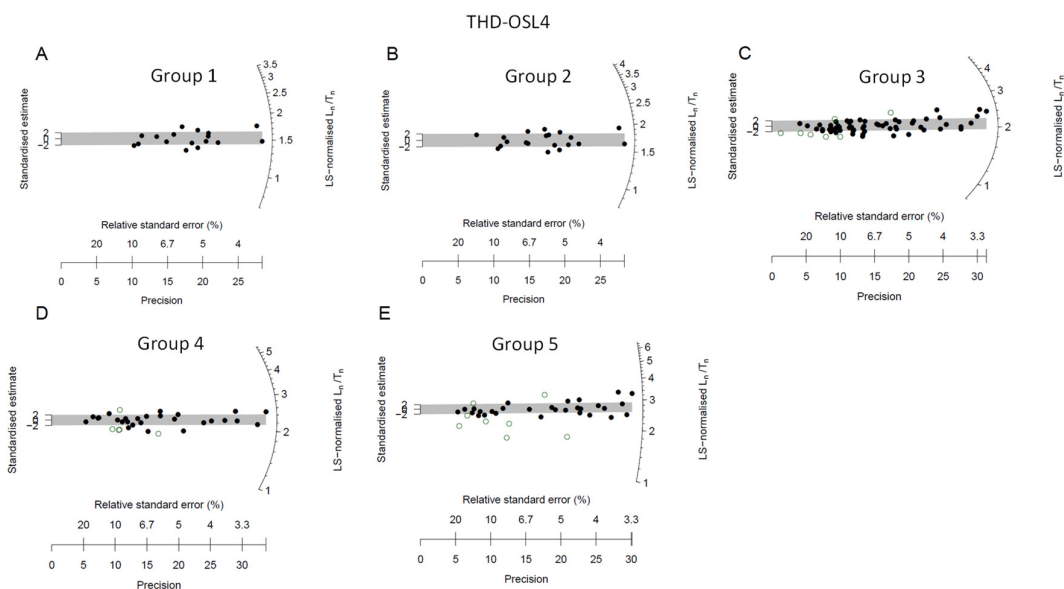 THD-OSL4
A
Group 1
Standardised estimate
2
0
−2
3.5
3
2.5
2
1.5
1
LS−normalised Ln/Tn
Relative standard error (%)
20 10 6.7 5 4
0 5 10 15 20 25
Precision
B
Group 2
Standardised estimate
2
0
−2
4
3.5
3
2.5
2
1.5
1
LS−normalised Ln/Tn
Relative standard error (%)
20 10 6.7 5 4
0 5 10 15 20 25
Precision
C
Group 3
Standardised estimate
2
0
−2
4
3
2
1
LS−normalised Ln/Tn
Relative standard error (%)
20 10 6.7 5 4 3.3
0 5 10 15 20 25 30
Precision
D
Group 4
Standardised estimate
2
0
−2
5
4
3
2
1
LS−normalised Ln/Tn
Relative standard error (%)
20 10 6.7 5 4 3.3
0 5 10 15 20 25 30
Precision
E
Group 5
Standardised estimate
2
0
−2
6
5
4
3
2
1
LS−normalised Ln/Tn
Relative standard error (%)
20 10 6.7 5 4 3.3
0 5 10 15 20 25 30
Precision